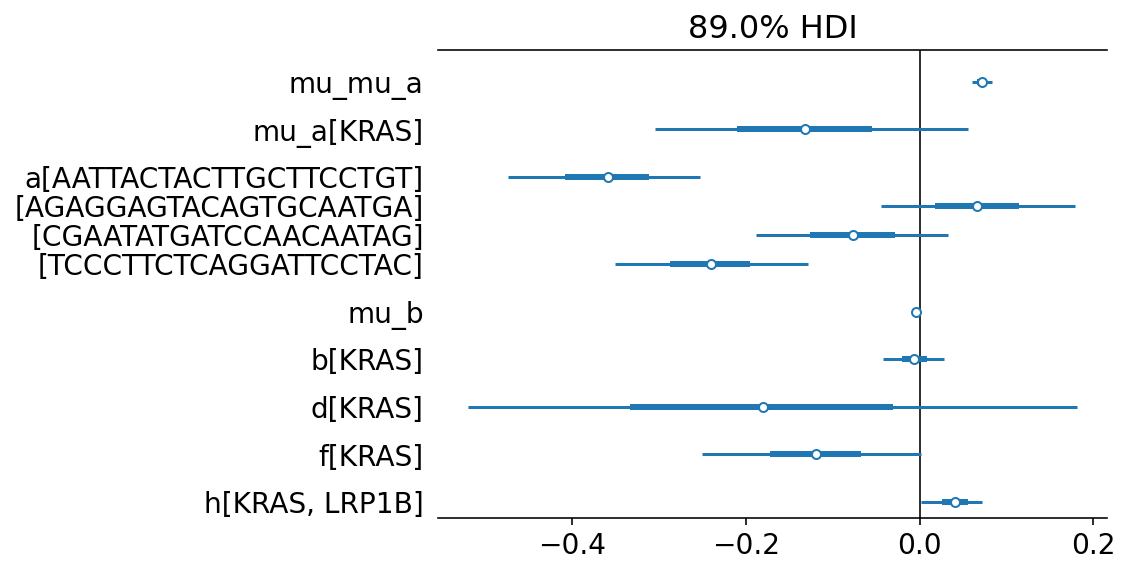 89.0% HDI
mu_mu_a
mu_a[KRAS]
a[AATTACTACTTGCTTCCTGT]
[AGAGGAGTACAGTGCAATGA]
[CGAATATGATCCAACAATAG]
[TCCCTTCTCAGGATTCCTAC]
mu_b
b[KRAS]
d[KRAS]
f[KRAS]
h[KRAS, LRP1B]
−0.4 −0.2 0.0 0.2